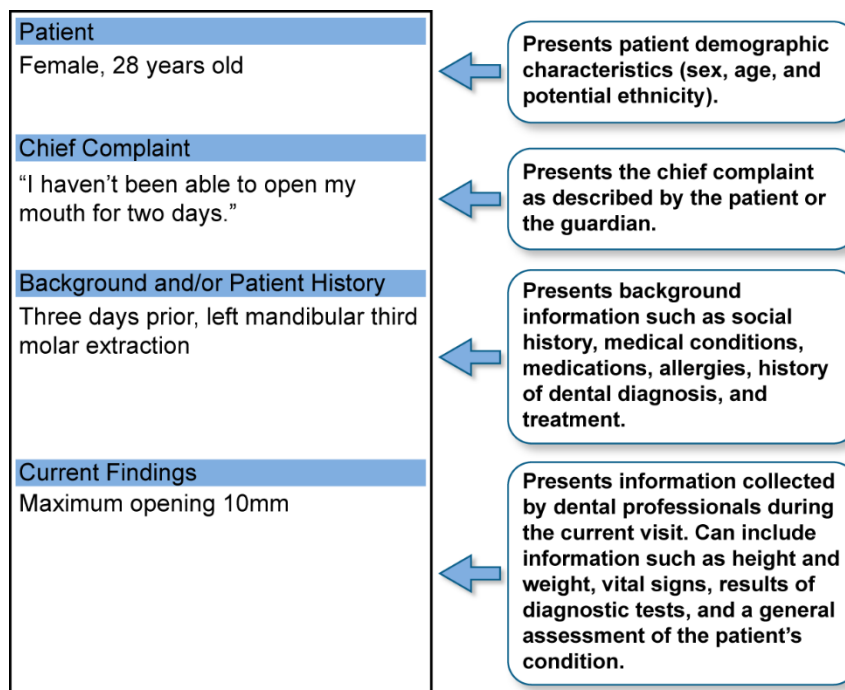 Patient
Female, 28 years old
Presents patient demographic
characteristics (sex, age, and
potential ethnicity).
Chief Complaint
“I haven’t been able to open my
mouth for two days.”
Presents the chief complaint
as described by the patient or
the guardian.
Background and/or Patient History
Three days prior, left mandibular third
molar extraction
Presents background
information such as social
history, medical conditions,
medications, allergies, history
of dental diagnosis, and
treatment.
Current Findings
Maximum opening 10mm
Presents information collected
by dental professionals during
the current visit. Can include
information such as height and
weight, vital signs, results of
diagnostic tests, and a general
assessment of the patient’s
condition.